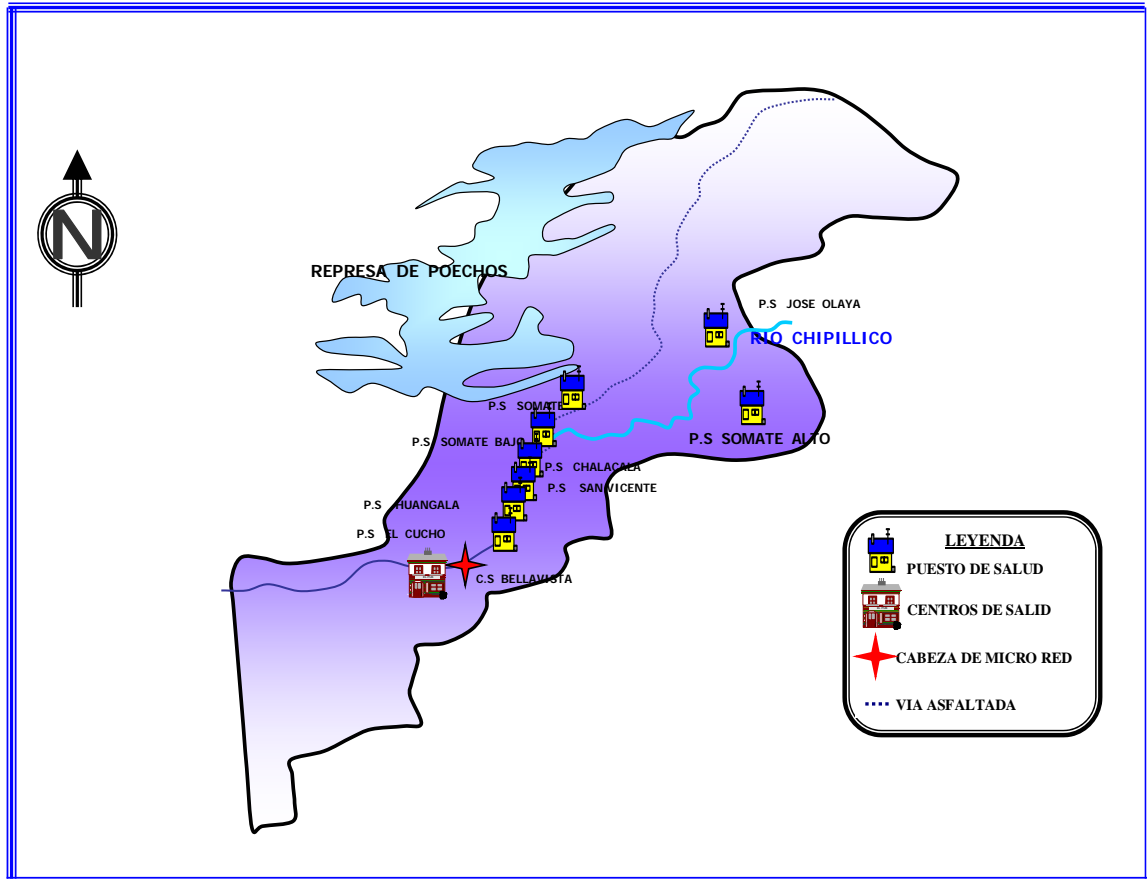 N
REPRESA DE POECHOS
P.S JOSE OLAYA
RIO CHIPILLICO
P.S SOMATE
P.S SOMATE ALTO
P.S SOMATE BAJO
P.S CHALACALA
P.S SAN VICENTE
P.S HUANGALA
P.S EL CUCHO
C.S BELLAVISTA
LEYENDA
PUESTO DE SALUD
CENTROS DE SALID
CABEZA DE MICRO RED
VIA ASFALTADA